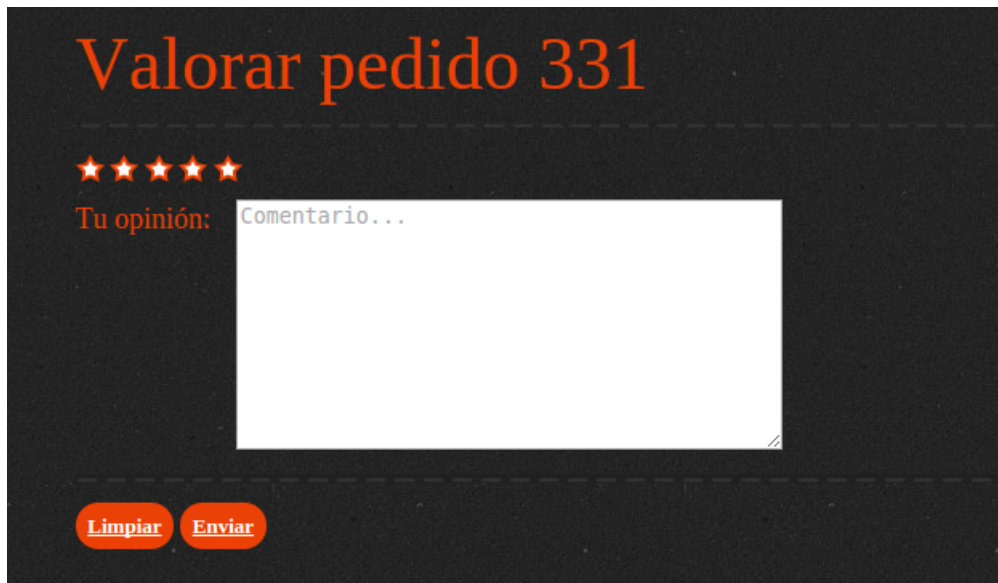 Valorar pedido 331
Tu opinión:
Comentario...
Limpiar
Enviar